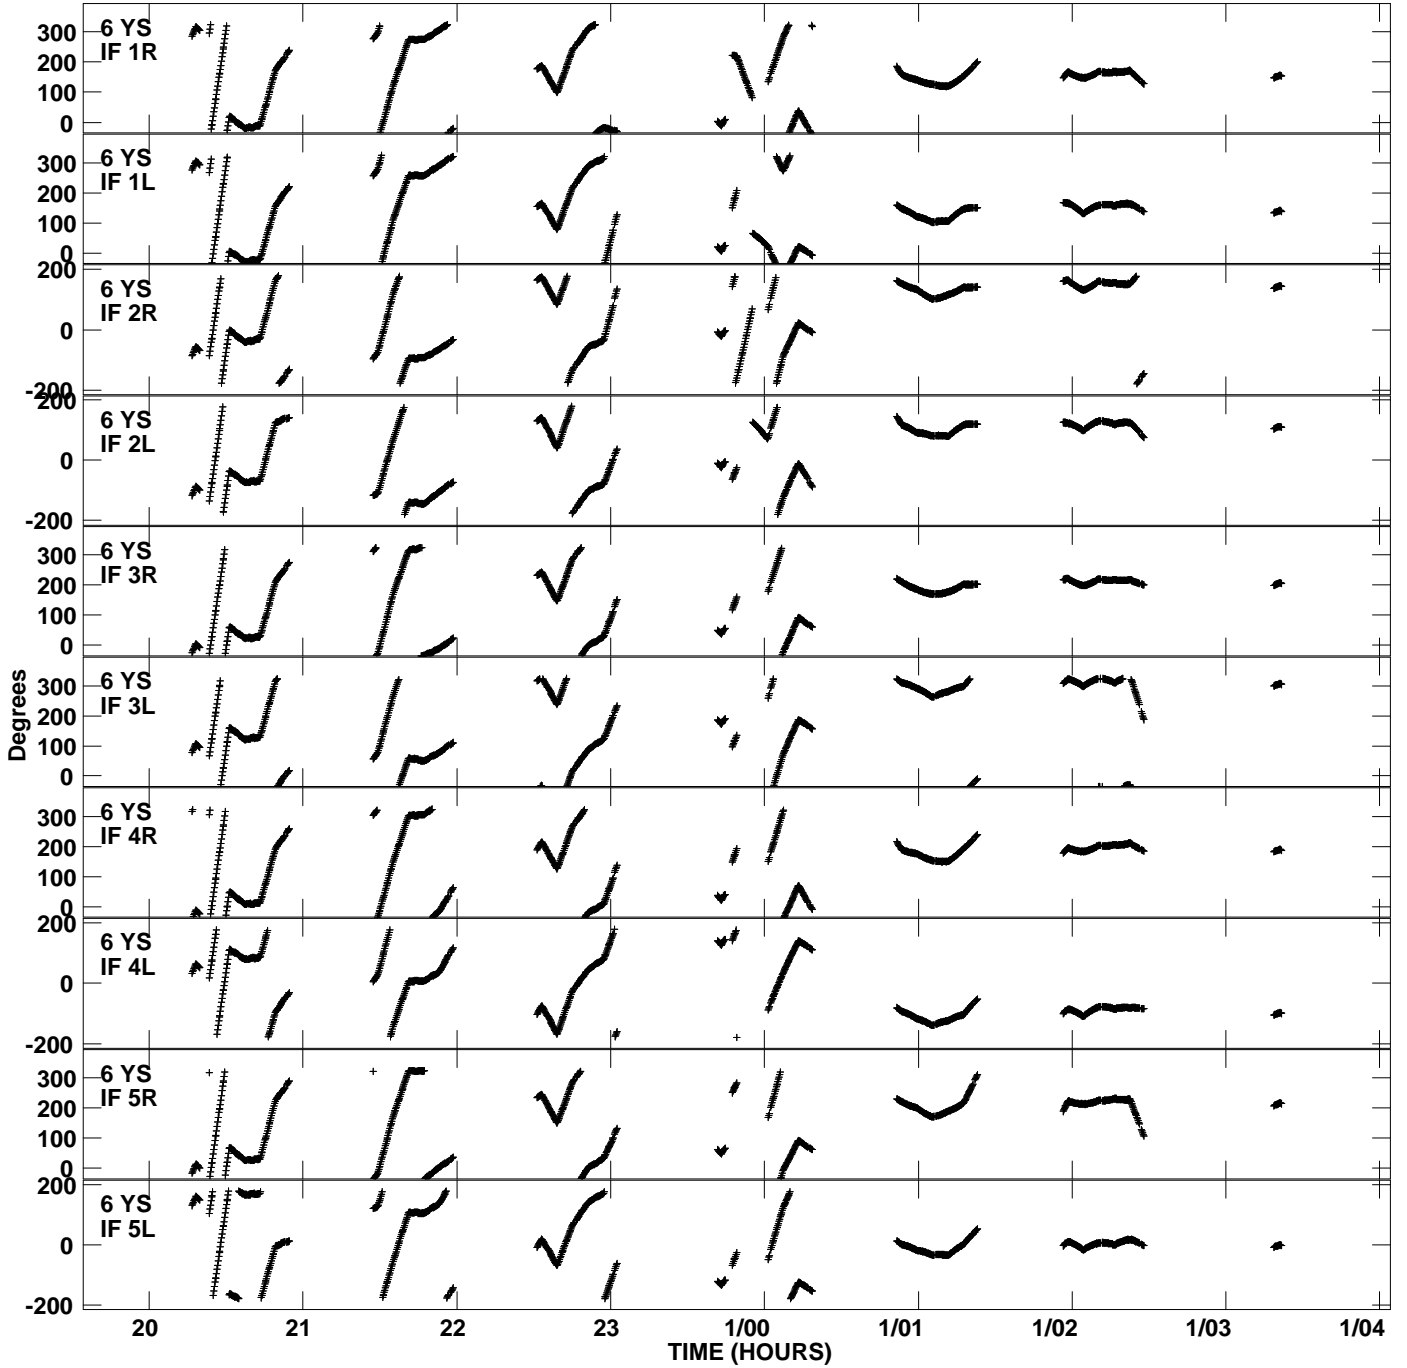 6 YS
IF 1R
300
200
100
0
6 YS
IF 1L
300
200
100
0
6 YS
IF 2R
200
0
-200
6 YS
IF 2L
200
0
-200
6 YS
IF 3R
300
200
100
0
6 YS
IF 3L
300
200
100
0
6 YS
IF 4R
300
200
100
0
6 YS
IF 4L
200
0
-200
6 YS
IF 5R
300
200
100
0
6 YS
IF 5L
200
0
-200
Degrees
20 21 22 23 1/00 1/01 1/02 1/03 1/04
TIME (HOURS)